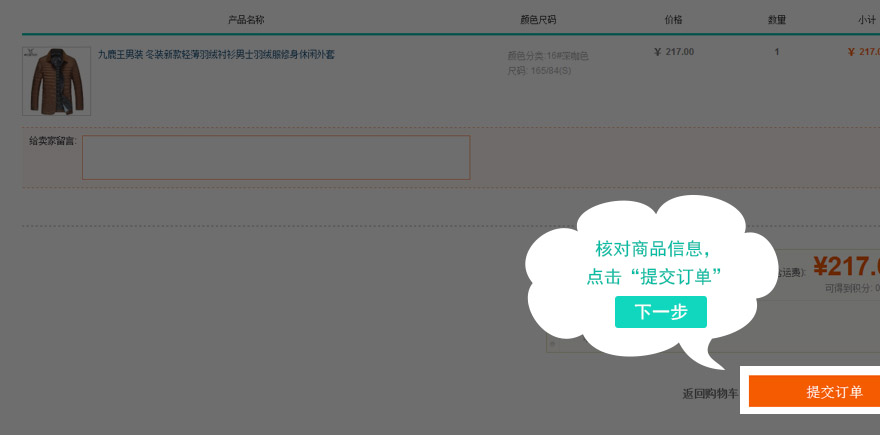 产品名称 颜色尺码 价格 数量 小计
九鹿王男装 冬装新款轻薄羽绒衬衫男士羽绒服修身休闲外套 颜色分类: 16#深咖色 ¥ 217.00 1 ¥ 217.0
尺码: 165/84(S)
给卖家留言:
核对商品信息，
点击“提交订单”
下一步
运费): ¥217.0
可得到积分: 0
返回购物车
提交订单